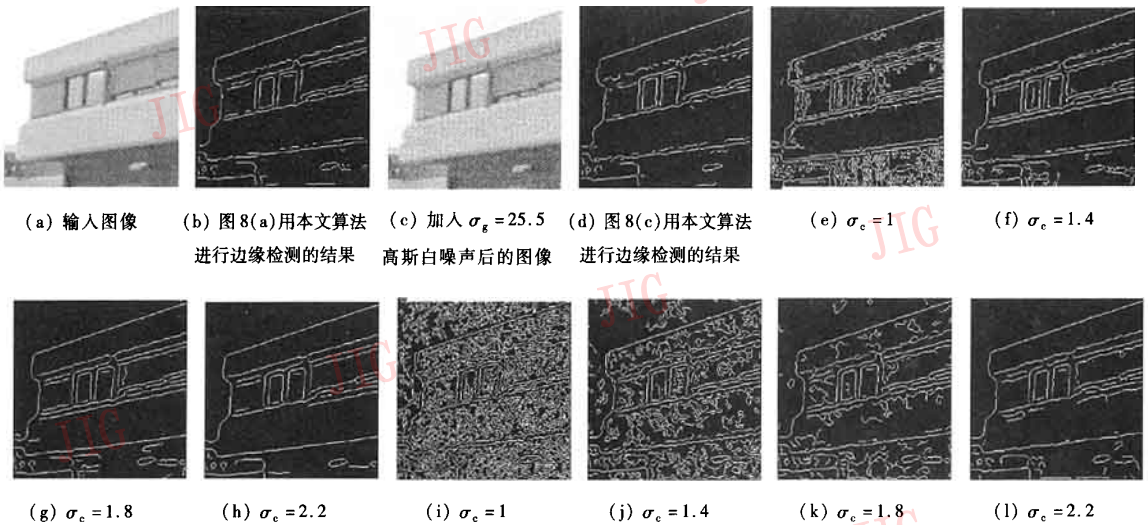 JIG
JIG
JIG
(a) 输入图像
(b) 图8(a)用本文算法
进行边缘检测的结果
(c) 加入 σg = 25.5
高斯白噪声后的图像
(d) 图8(c)用本文算法
进行边缘检测的结果
(e) σc = 1
(f) σc = 1.4
JIG
JIG
JIG
JIG
(g) σc = 1.8
(h) σc = 2.2
(i) σc = 1
(j) σc = 1.4
(k) σc = 1.8
(l) σc = 2.2